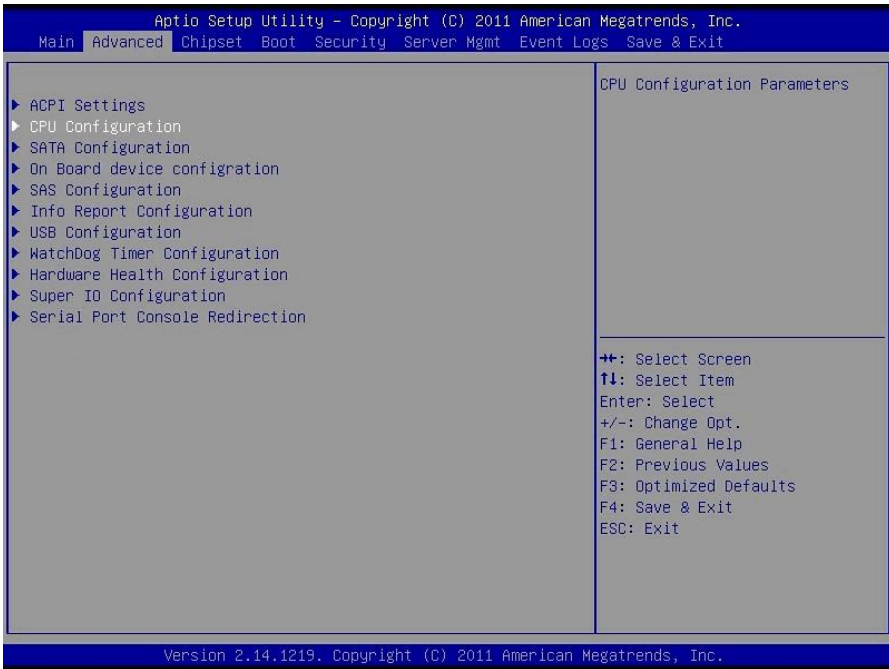 Aptio Setup Utility – Copyright (C) 2011 American Megatrends, Inc.
Main Advanced Chipset Boot Security Server Mgmt Event Logs Save & Exit
CPU Configuration Parameters
ACPI Settings
CPU Configuration
SATA Configuration
On Board device configration
SAS Configuration
Info Report Configuration
USB Configuration
WatchDog Timer Configuration
Hardware Health Configuration
Super IO Configuration
Serial Port Console Redirection
→←: Select Screen
↑↓: Select Item
Enter: Select
+/-: Change Opt.
F1: General Help
F2: Previous Values
F3: Optimized Defaults
F4: Save & Exit
ESC: Exit
Version 2.14.1219. Copyright (C) 2011 American Megatrends, Inc.